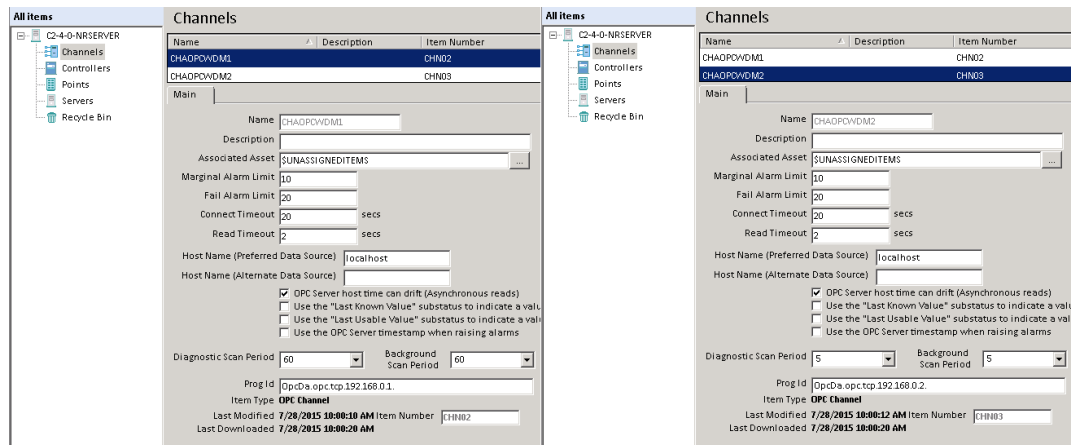 All items
C2-4-0-NRSERVER
Channels
Controllers
Points
Servers
Recycle Bin
Channels
Name Description Item Number
CHAOPCWDM1 CHN02
CHAOPCWDM2 CHN03
Main
Name CHAOPCWDM1
Description
Associated Asset $UNASSIGNEDITEMS ...
Marginal Alarm Limit 10
Fail Alarm Limit 20
Connect Timeout 20 secs
Read Timeout 2 secs
Host Name (Preferred Data Source) localhost
Host Name (Alternate Data Source)
OPC Server host time can drift (Asynchronous reads)
Use the "Last Known Value" substatus to indicate a valu
Use the "Last Usable Value" substatus to indicate a valu
Use the OPC Server timestamp when raising alarms
Diagnostic Scan Period 60 Background Scan Period 60
Prog Id OpcDa.opc.tcp.192.168.0.1.
Item Type OPC Channel
Last Modified 7/28/2015 10:00:10 AM Item Number CHN02
Last Downloaded 7/28/2015 10:00:20 AM
All items
C2-4-0-NRSERVER
Channels
Controllers
Points
Servers
Recycle Bin
Channels
Name Description Item Number
CHAOPCWDM1 CHN02
CHAOPCWDM2 CHN03
Main
Name CHAOPCWDM2
Description
Associated Asset $UNASSIGNEDITEMS ...
Marginal Alarm Limit 10
Fail Alarm Limit 20
Connect Timeout 20 secs
Read Timeout 2 secs
Host Name (Preferred Data Source) localhost
Host Name (Alternate Data Source)
OPC Server host time can drift (Asynchronous reads)
Use the "Last Known Value" substatus to indicate a val
Use the "Last Usable Value" substatus to indicate a val
Use the OPC Server timestamp when raising alarms
Diagnostic Scan Period 5 Background Scan Period 5
Prog Id OpcDa.opc.tcp.192.168.0.2.
Item Type OPC Channel
Last Modified 7/28/2015 10:00:12 AM Item Number CHN03
Last Downloaded 7/28/2015 10:00:20 AM